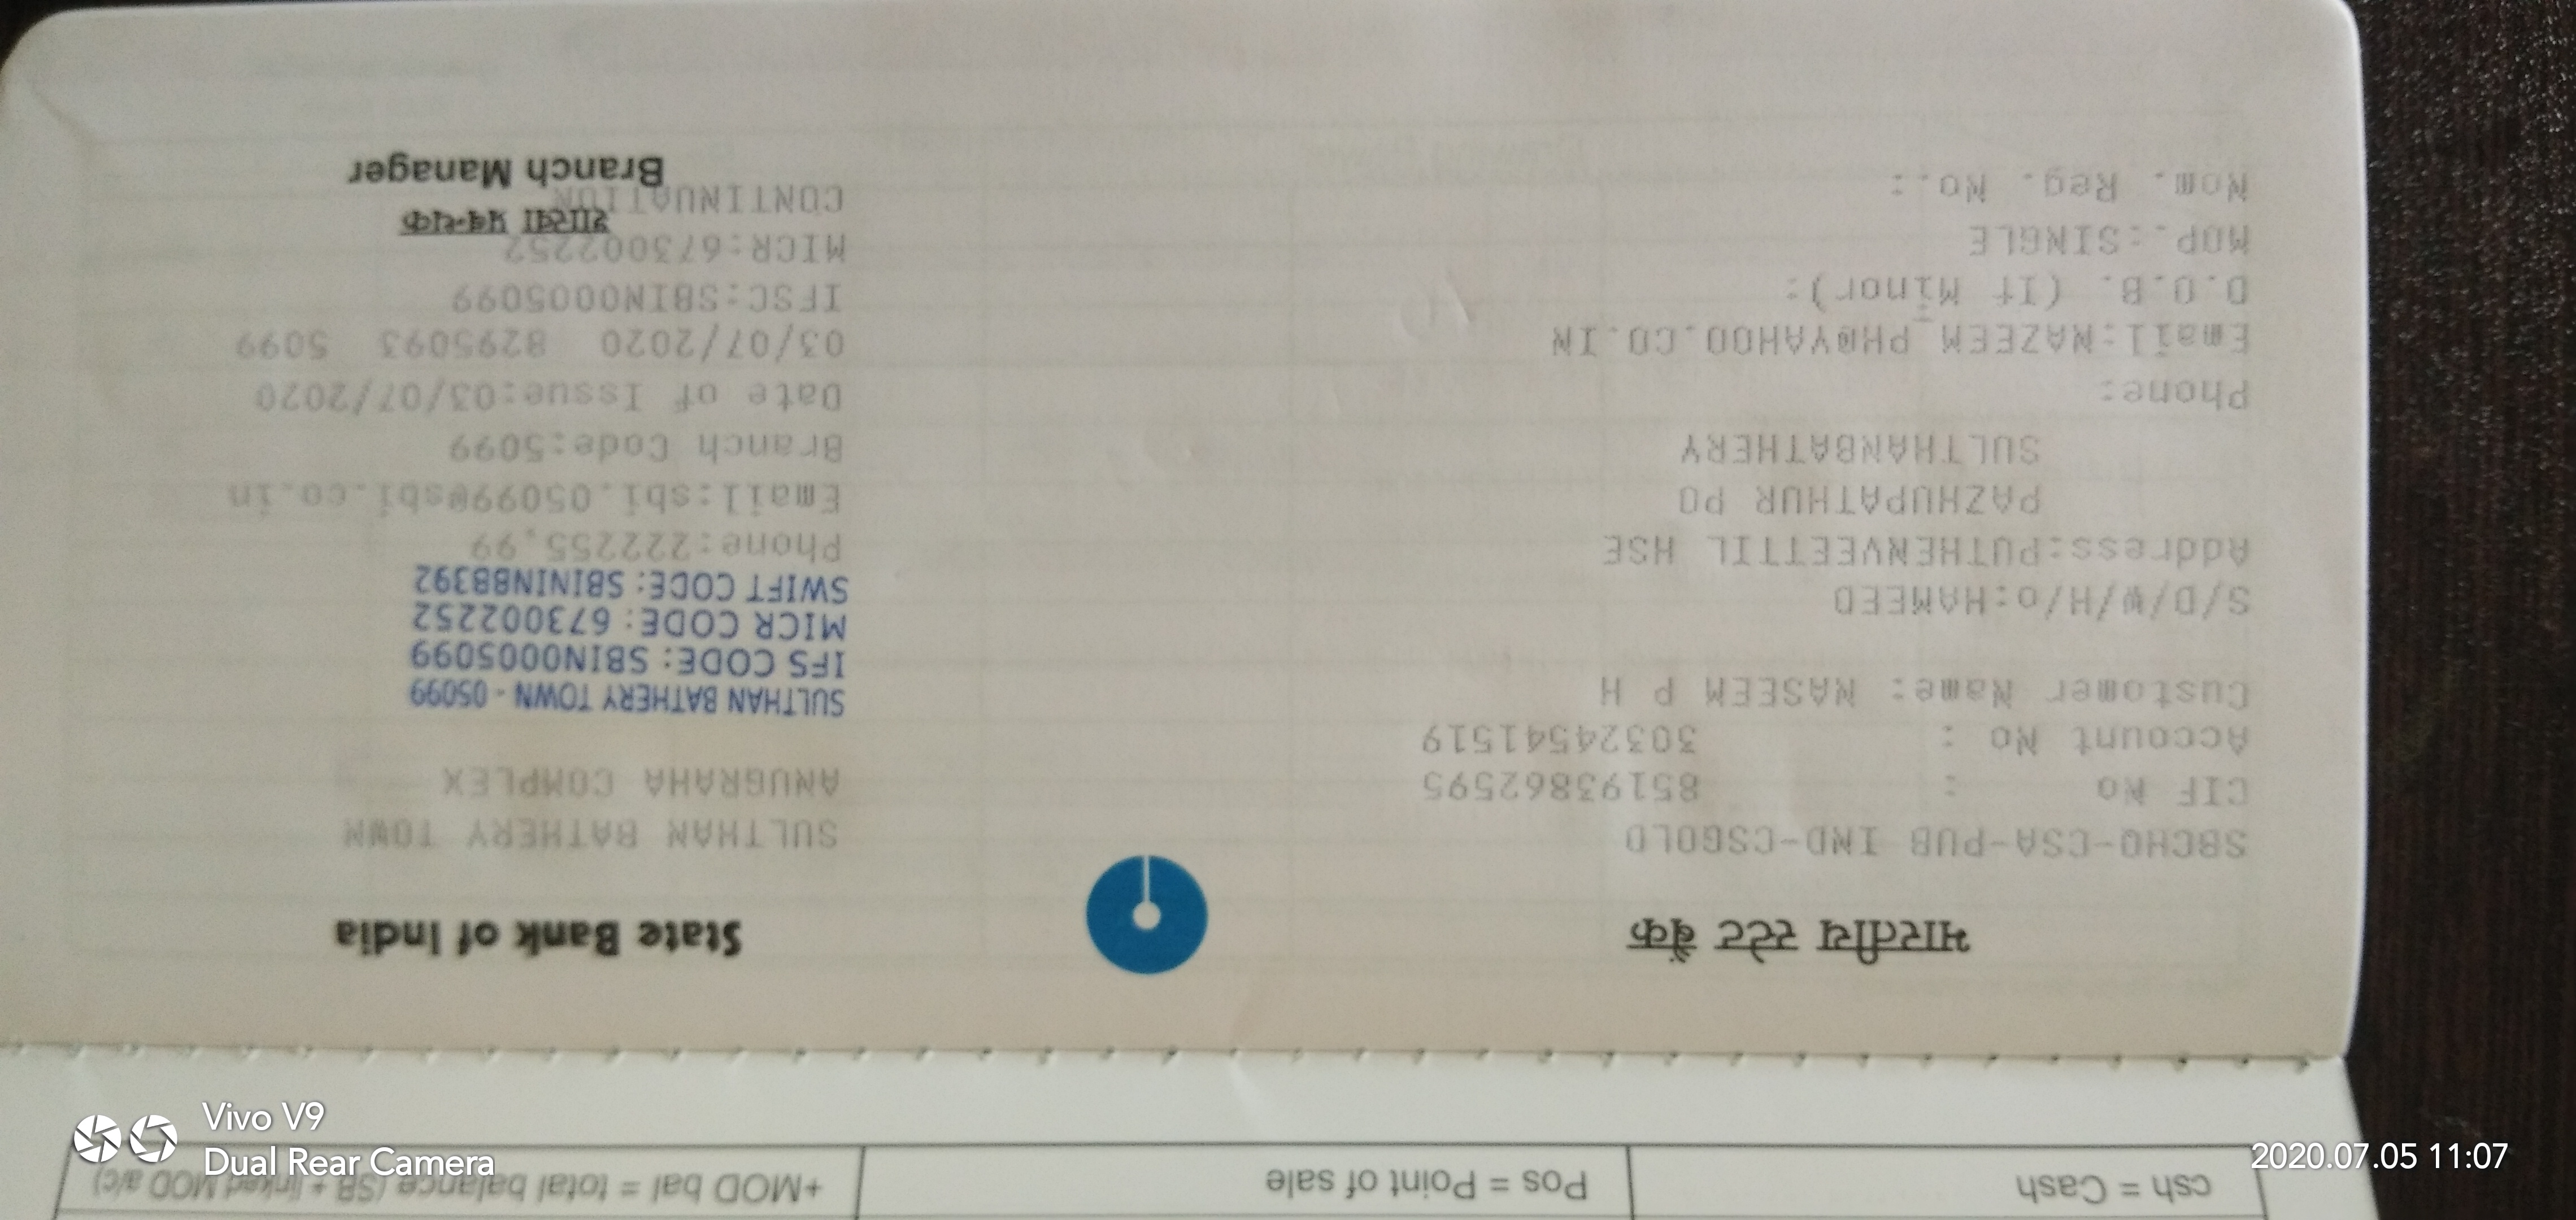 csh = Cash
Pos = Point of sale
+MOD bal = total balance (SB + linked MOD a/c)
भारतीय स्टेट बैंक
State Bank of India
SBCHQ-CSA-PUB IND-CSGOLD
CIF No : 85193862595
Account No : 30324541519
Customer Name: NASEEM P H
S/D/W/H/o:HAMEED
Address:PUTHENVEETTIL HSE
PAZHUPATHUR PO
SULTHANBATHERY
Phone:
Email:NAZEEM_PH@YAHOO.CO.IN
D.O.B. (If Minor):
MOP.:SINGLE
Nom. Reg. No.:
SULTHAN BATHERY TOWN
ANUGRAHA COMPLEX
SULTHAN BATHERY TOWN - 05099
IFS CODE: SBIN0005099
MICR CODE: 673002252
SWIFT CODE: SBININBB392
Phone:222255,99
Email:sbi.05099@sbi.co.in
Branch Code:5099
Date of Issue:03/07/2020
03/07/2020 8295093 5099
IFSC:SBIN0005099
MICR:673002252
शाखा प्रबन्धक
CONTINUATION
Branch Manager
Vivo V9
Dual Rear Camera
2020.07.05 11:07